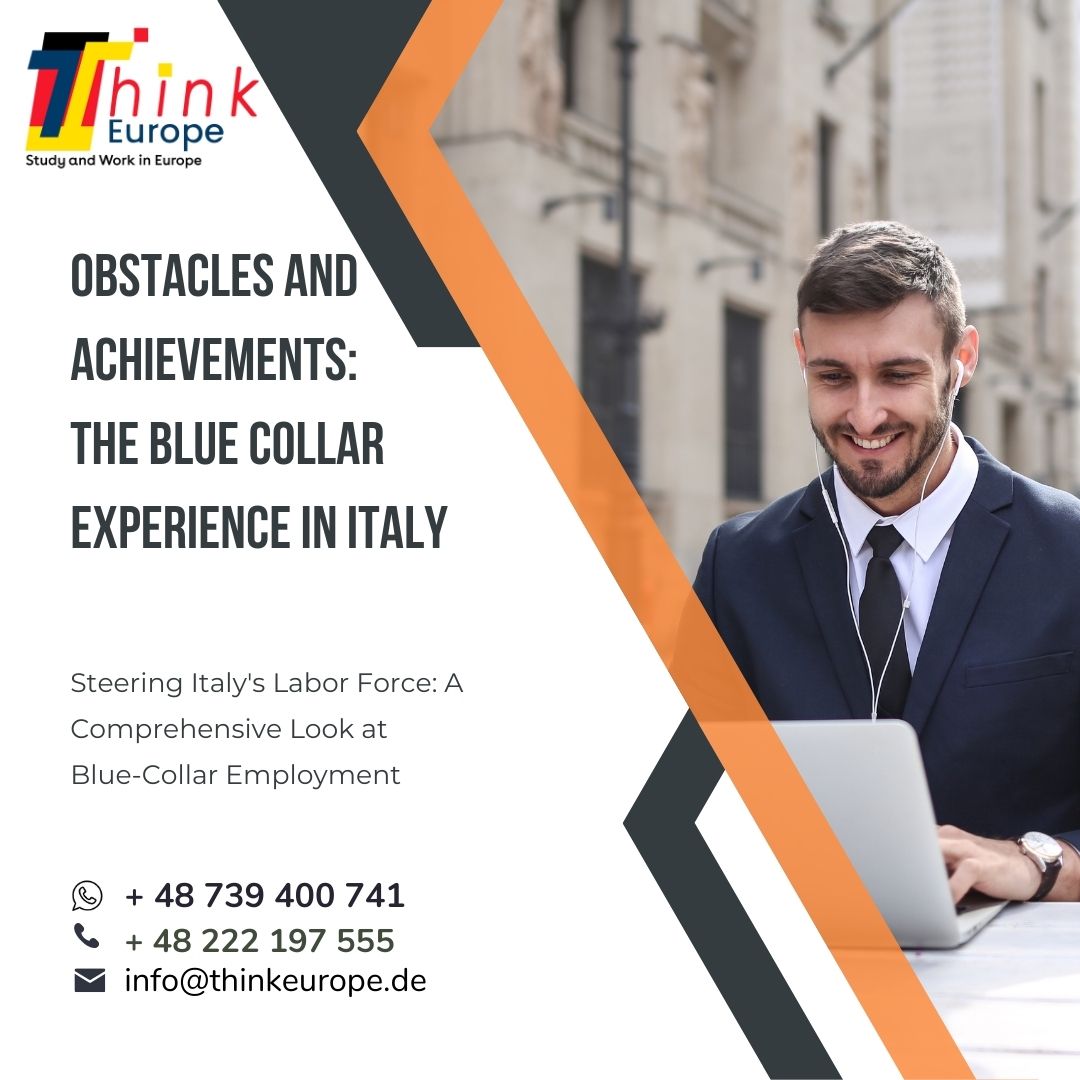 Think
Europe
Study and Work in Europe
OBSTACLES AND
ACHIEVEMENTS:
THE BLUE COLLAR
EXPERIENCE IN ITALY
Steering Italy's Labor Force: A
Comprehensive Look at
Blue-Collar Employment
+ 48 739 400 741
+ 48 222 197 555
info@thinkeurope.de